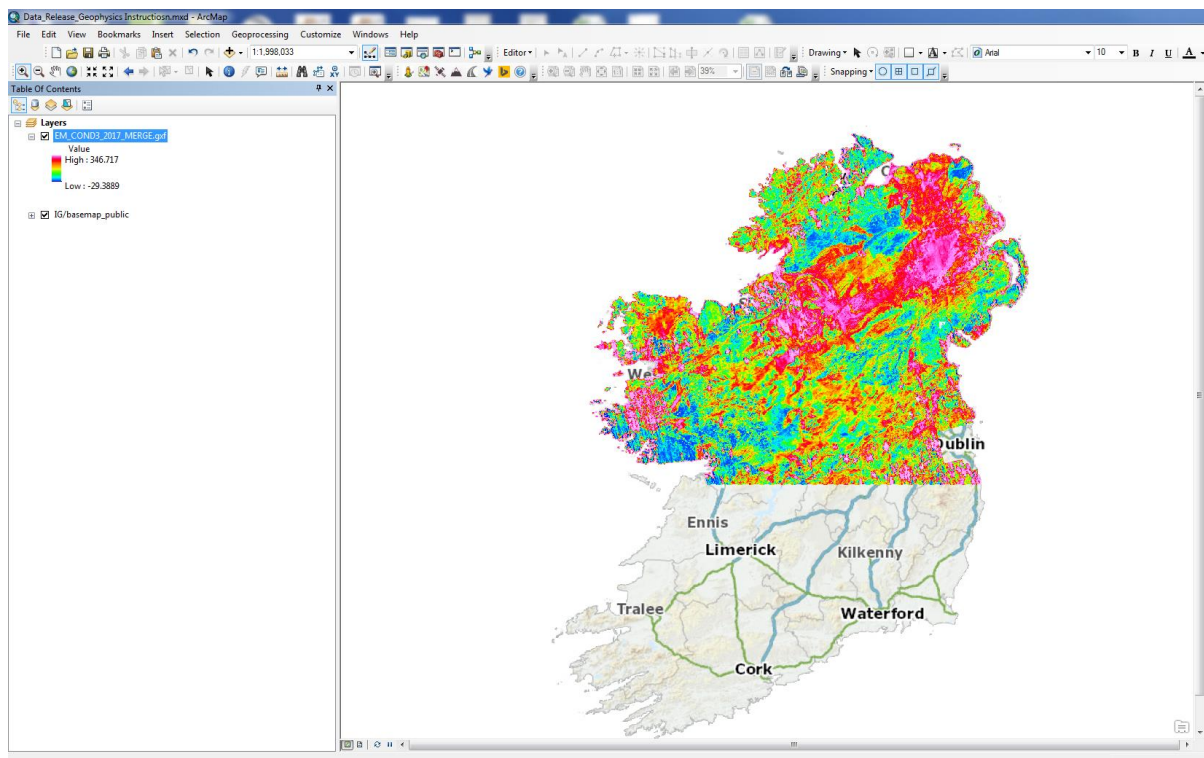 Data_Release_Geophysics Instructiosn.mxd - ArcMap
File Edit View Bookmarks Insert Selection Geoprocessing Customize Windows Help
1:1,998,033 Editor Drawing Arial 10 B I U A
39% Snapping
Table Of Contents
Layers
EM_COND3_2017_MERGE.gxf
Value
High : 346.717
Low : -29.3889
IG/basemap_public
C
We
Dublin
Ennis
Limerick
Kilkenny
Tralee
Waterford
Cork